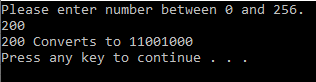 Please enter number between 0 and 256.
200
200 Converts to 11001000
Press any key to continue . . .